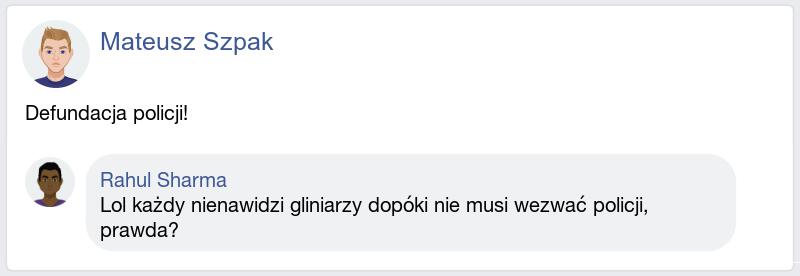 Mateusz Szpak
Defundacja policji!
Rahul Sharma
Lol każdy nienawidzi gliniarzy dopóki nie musi wezwać policji,
prawda?